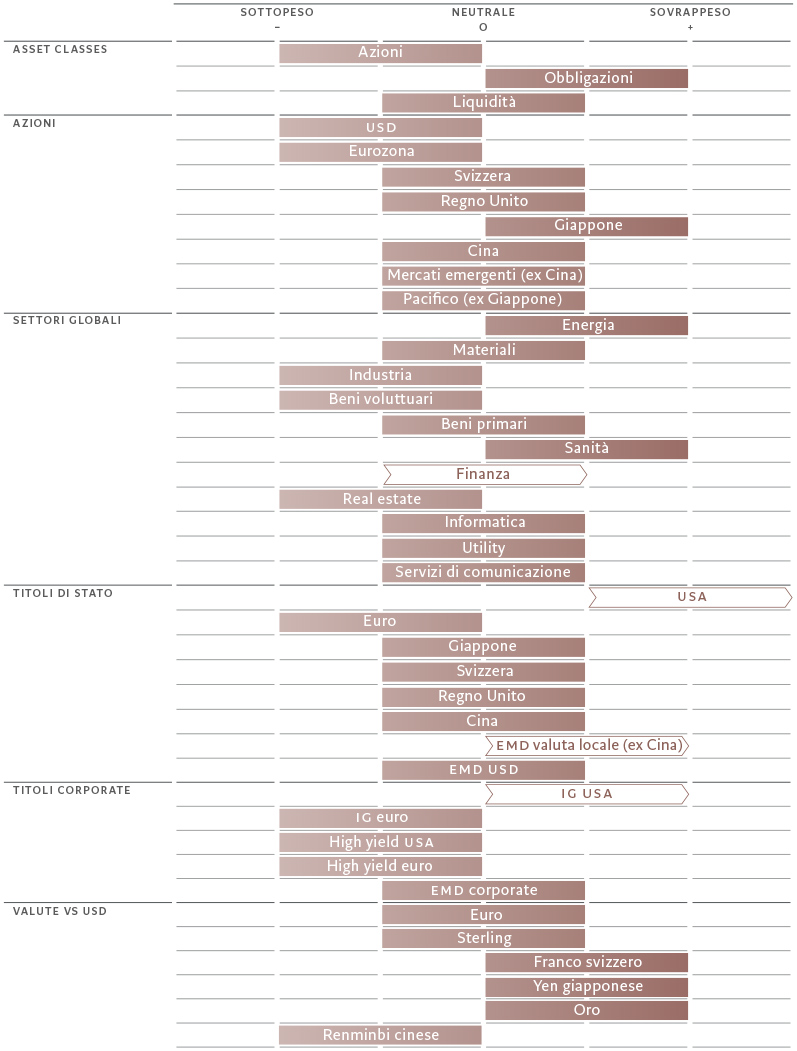 SOTTOPESO NEUTRALE SOVRAPPESO
– O +
ASSET CLASSES
Azioni
Obbligazioni
Liquidità
AZIONI
USD
Eurozona
Svizzera
Regno Unito
Giappone
Cina
Mercati emergenti (ex Cina)
Pacifico (ex Giappone)
SETTORI GLOBALI
Energia
Materiali
Industria
Beni voluttuari
Beni primari
Sanità
Finanza
Real estate
Informatica
Utility
Servizi di comunicazione
TITOLI DI STATO
USA
Euro
Giappone
Svizzera
Regno Unito
Cina
EMD valuta locale (ex Cina)
EMD USD
TITOLI CORPORATE
IG USA
IG euro
High yield USA
High yield euro
EMD corporate
VALUTE VS USD
Euro
Sterling
Franco svizzero
Yen giapponese
Oro
Renminbi cinese